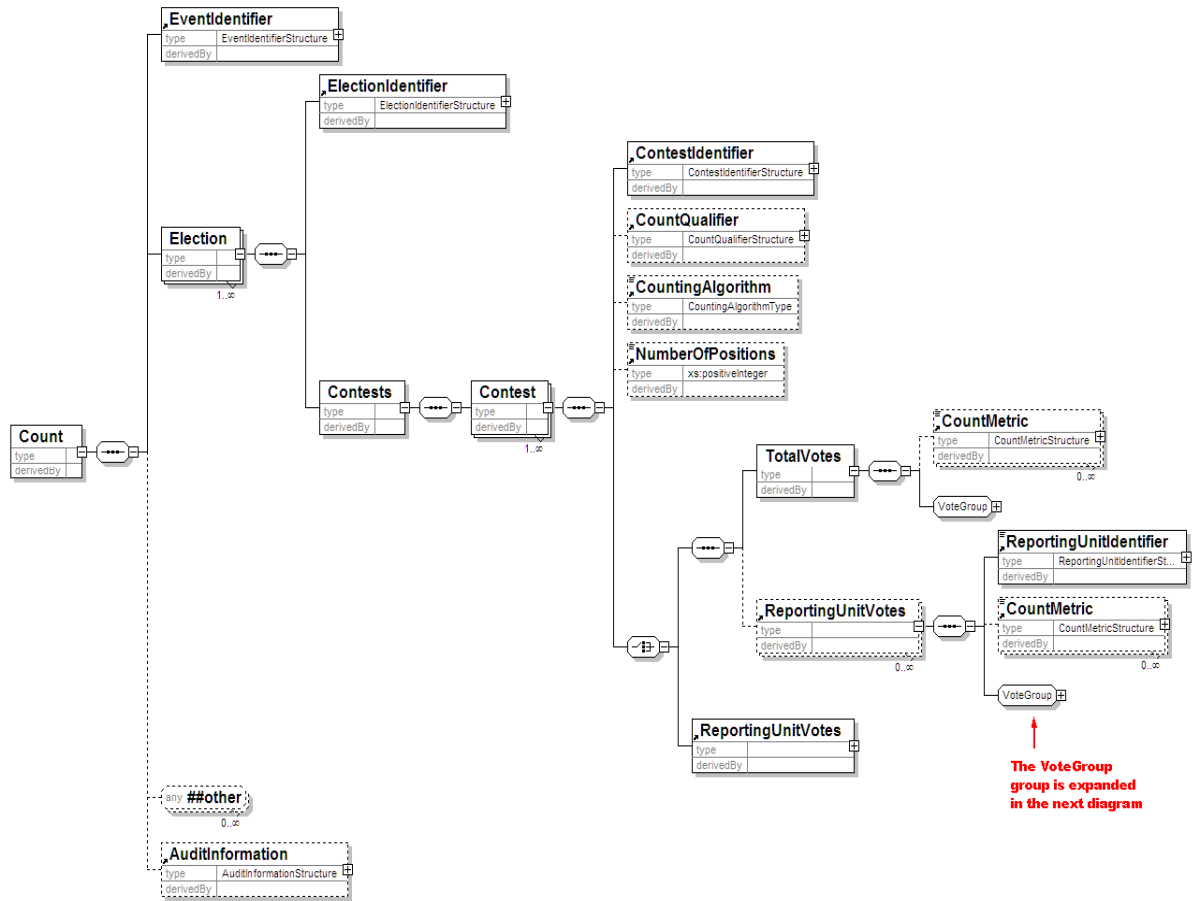 EventIdentifier
type EventIdentifierStructure
derivedBy
ElectionIdentifier
type ElectionIdentifierStructure
derivedBy
ContestIdentifier
type ContestIdentifierStructure
derivedBy
CountQualifier
type CountQualifierStructure
derivedBy
Election
type
derivedBy
1..∞
CountingAlgorithm
type CountingAlgorithmType
derivedBy
NumberOfPositions
type xs:positiveInteger
derivedBy
Contests
type
derivedBy
Contest
type
derivedBy
1..∞
Count
type
derivedBy
CountMetric
type CountMetricStructure
derivedBy
0..∞
TotalVotes
type
derivedBy
VoteGroup
ReportingUnitIdentifier
type ReportingUnitIdentifierSt...
derivedBy
ReportingUnitVotes
type
derivedBy
0..∞
CountMetric
type CountMetricStructure
derivedBy
0..∞
VoteGroup
ReportingUnitVotes
type
derivedBy
The VoteGroup
group is expanded
in the next diagram
any ##other
0..∞
AuditInformation
type AuditInformationStructure
derivedBy